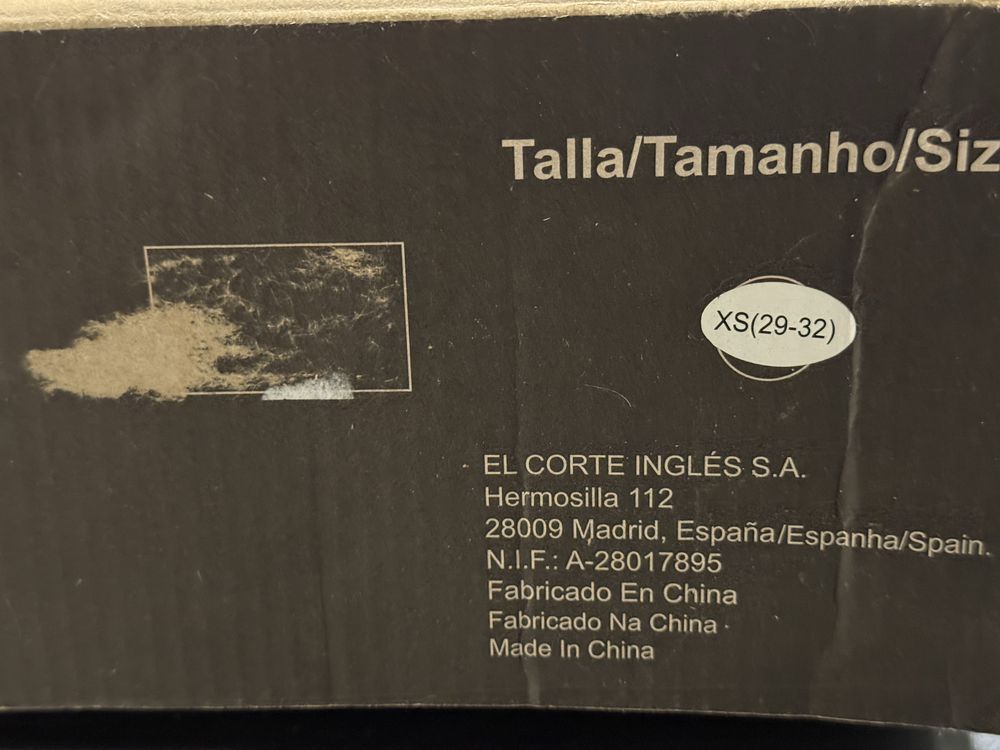 Talla/Tamanho/Siz
XS(29-32)
EL CORTE INGLÉS S.A.
Hermosilla 112
28009 Madrid, España/Espanha/Spain.
N.I.F.: A-28017895
Fabricado En China
Fabricado Na China
Made In China